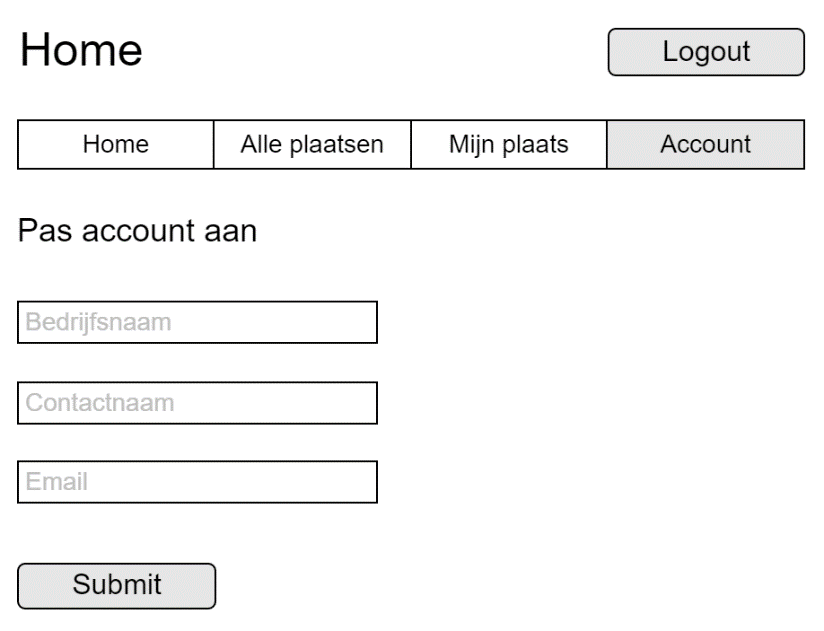 Home
Logout
Home
Alle plaatsen
Mijn plaats
Account
Pas account aan
Bedrijfsnaam
Contactnaam
Email
Submit